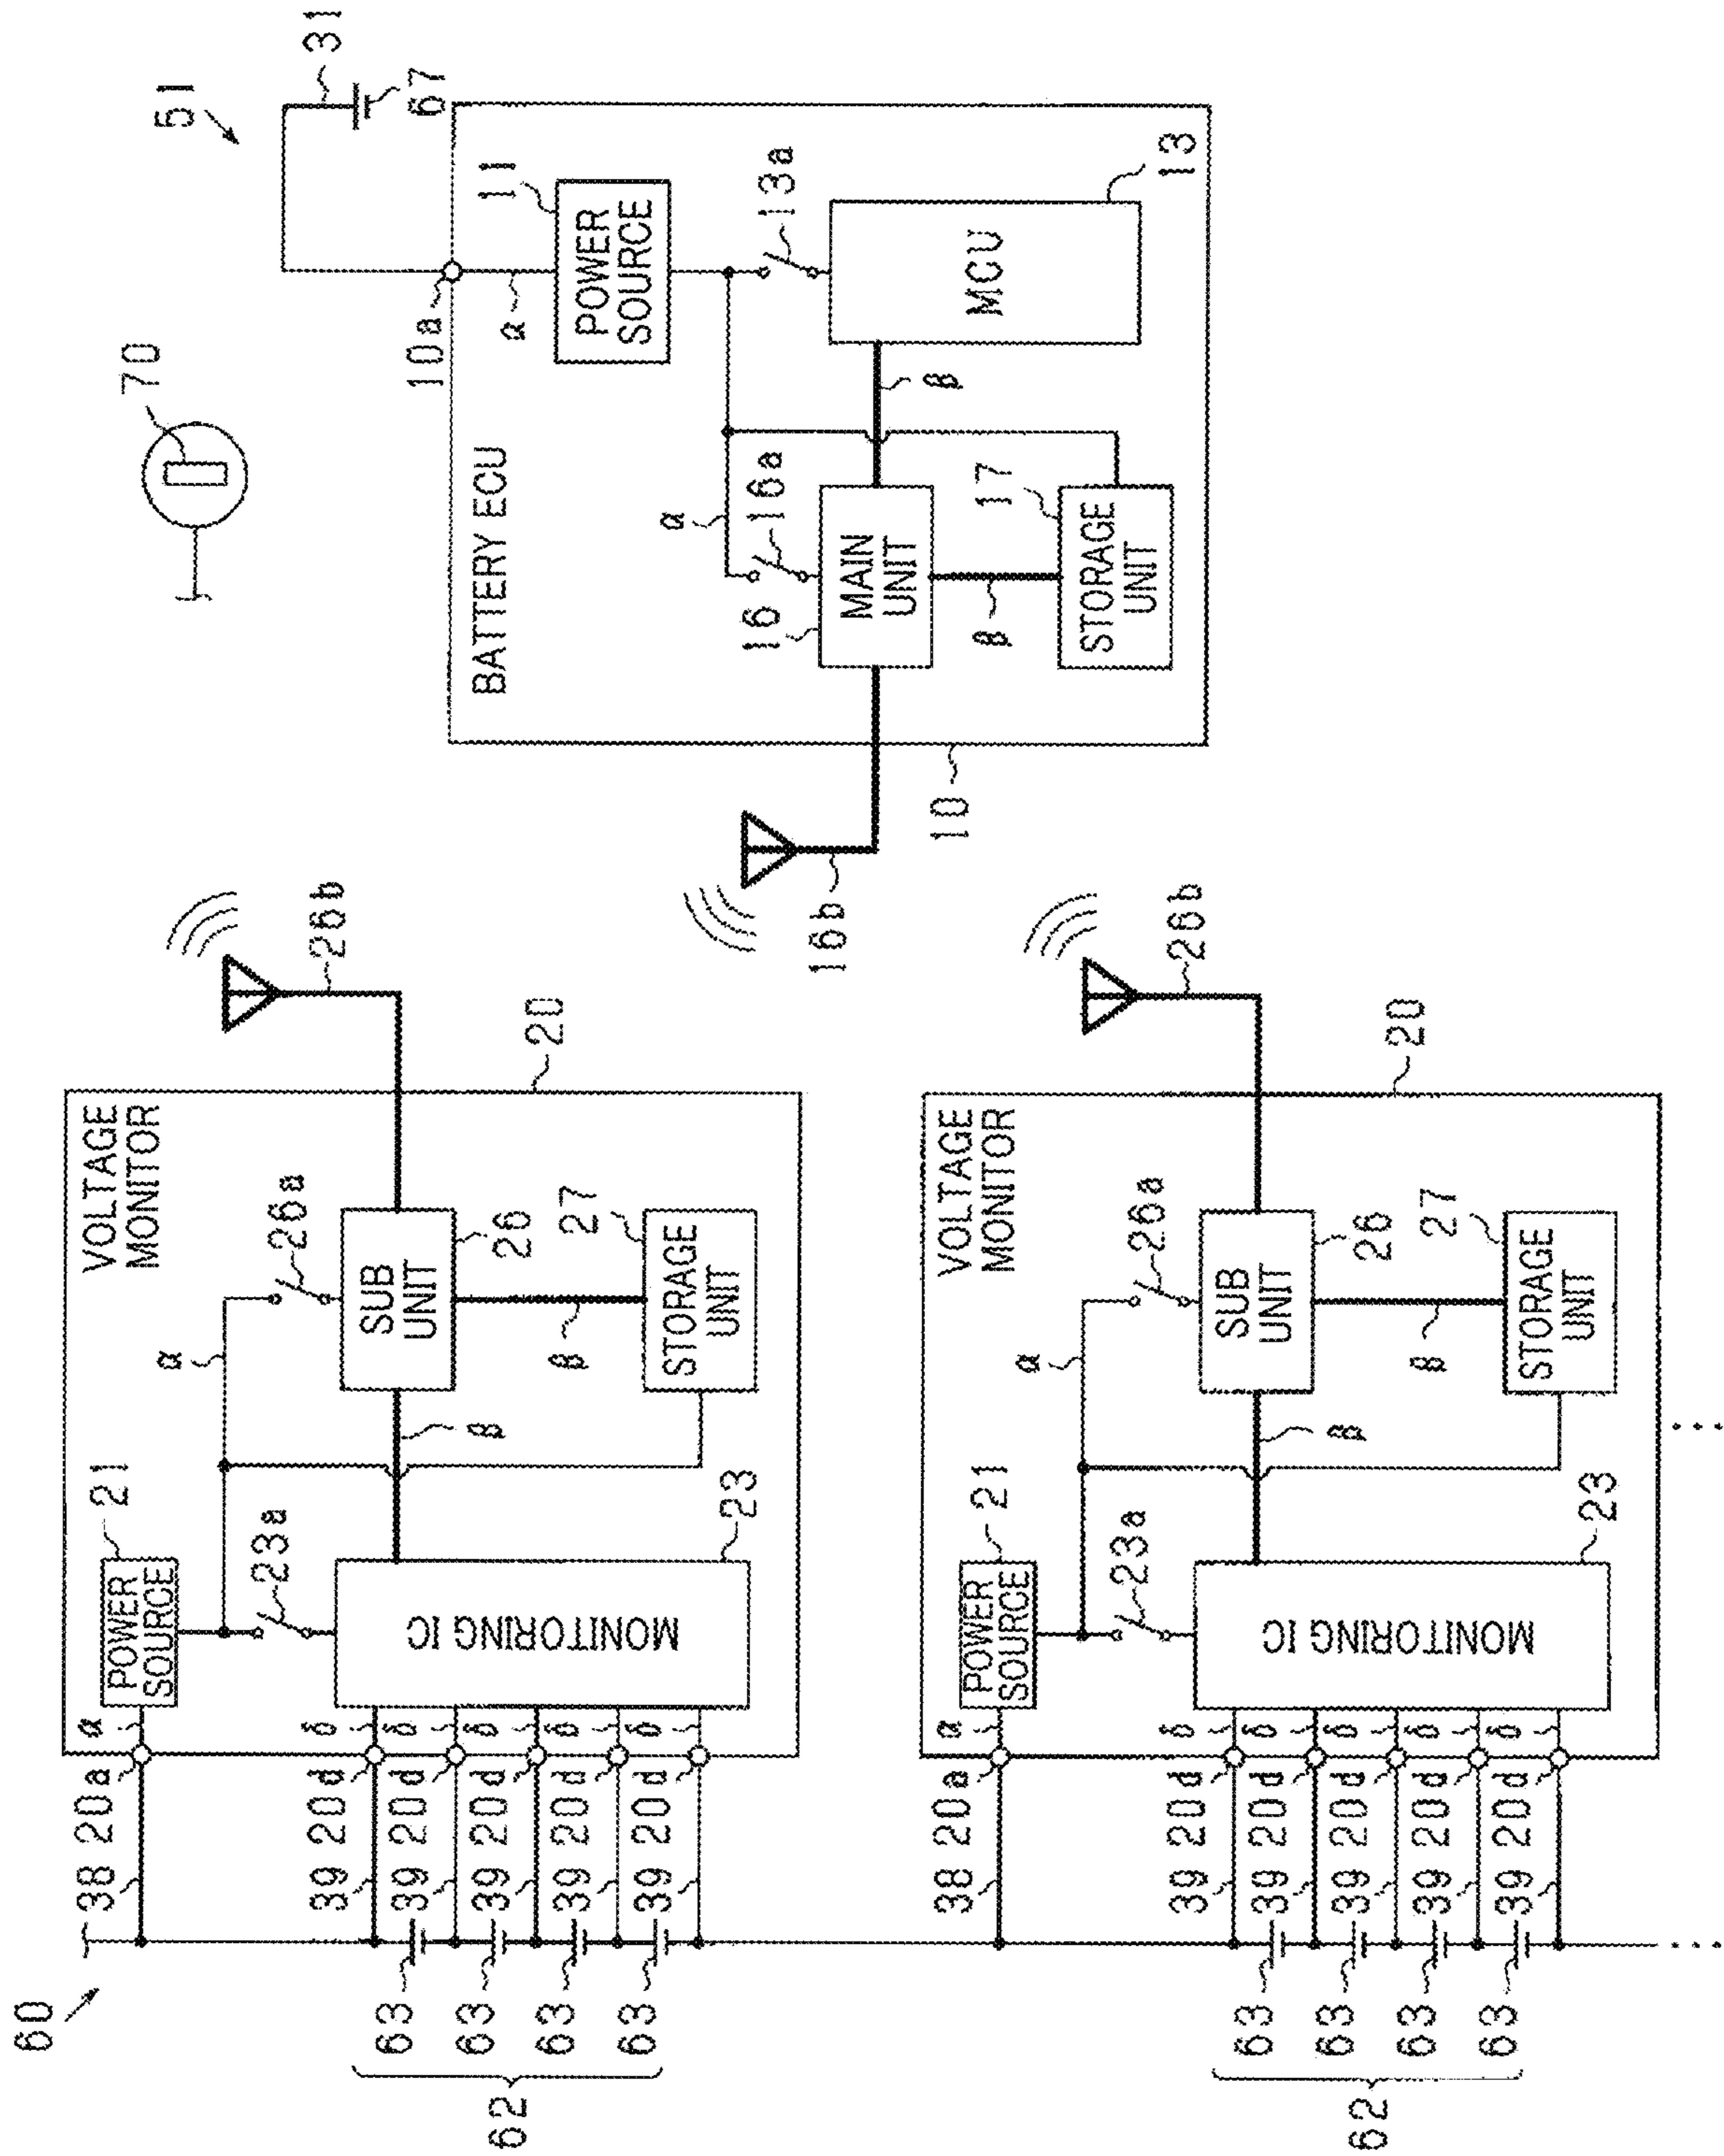 60
38
20a
α
POWER
SOURCE
21
α
VOLTAGE
MONITOR
23a
26a
SUB
UNIT
26
26b
20
39
20d
δ
39
20d
δ
39
20d
δ
39
20d
δ
39
20d
δ
MONITORING IC
23
β
β
STORAGE
UNIT
27
63
63
63
63
62
38
20a
α
POWER
SOURCE
21
α
VOLTAGE
MONITOR
23a
26a
SUB
UNIT
26
26b
20
39
20d
δ
39
20d
δ
39
20d
δ
39
20d
δ
39
20d
δ
MONITORING IC
23
β
β
STORAGE
UNIT
27
63
63
63
63
62
...
...
70
51
31
67
10a
α
BATTERY ECU
POWER
SOURCE
11
α
16a
13a
16
MAIN
UNIT
β
MCU
13
β
STORAGE
UNIT
17
16b
10